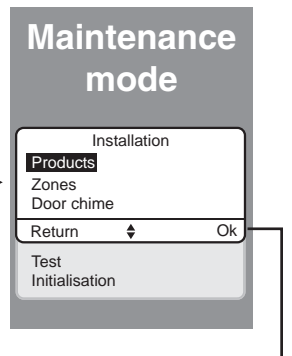 Maintenance
mode
Installation
Products
Zones
Door chime
Return Ok
Test
Initialisation